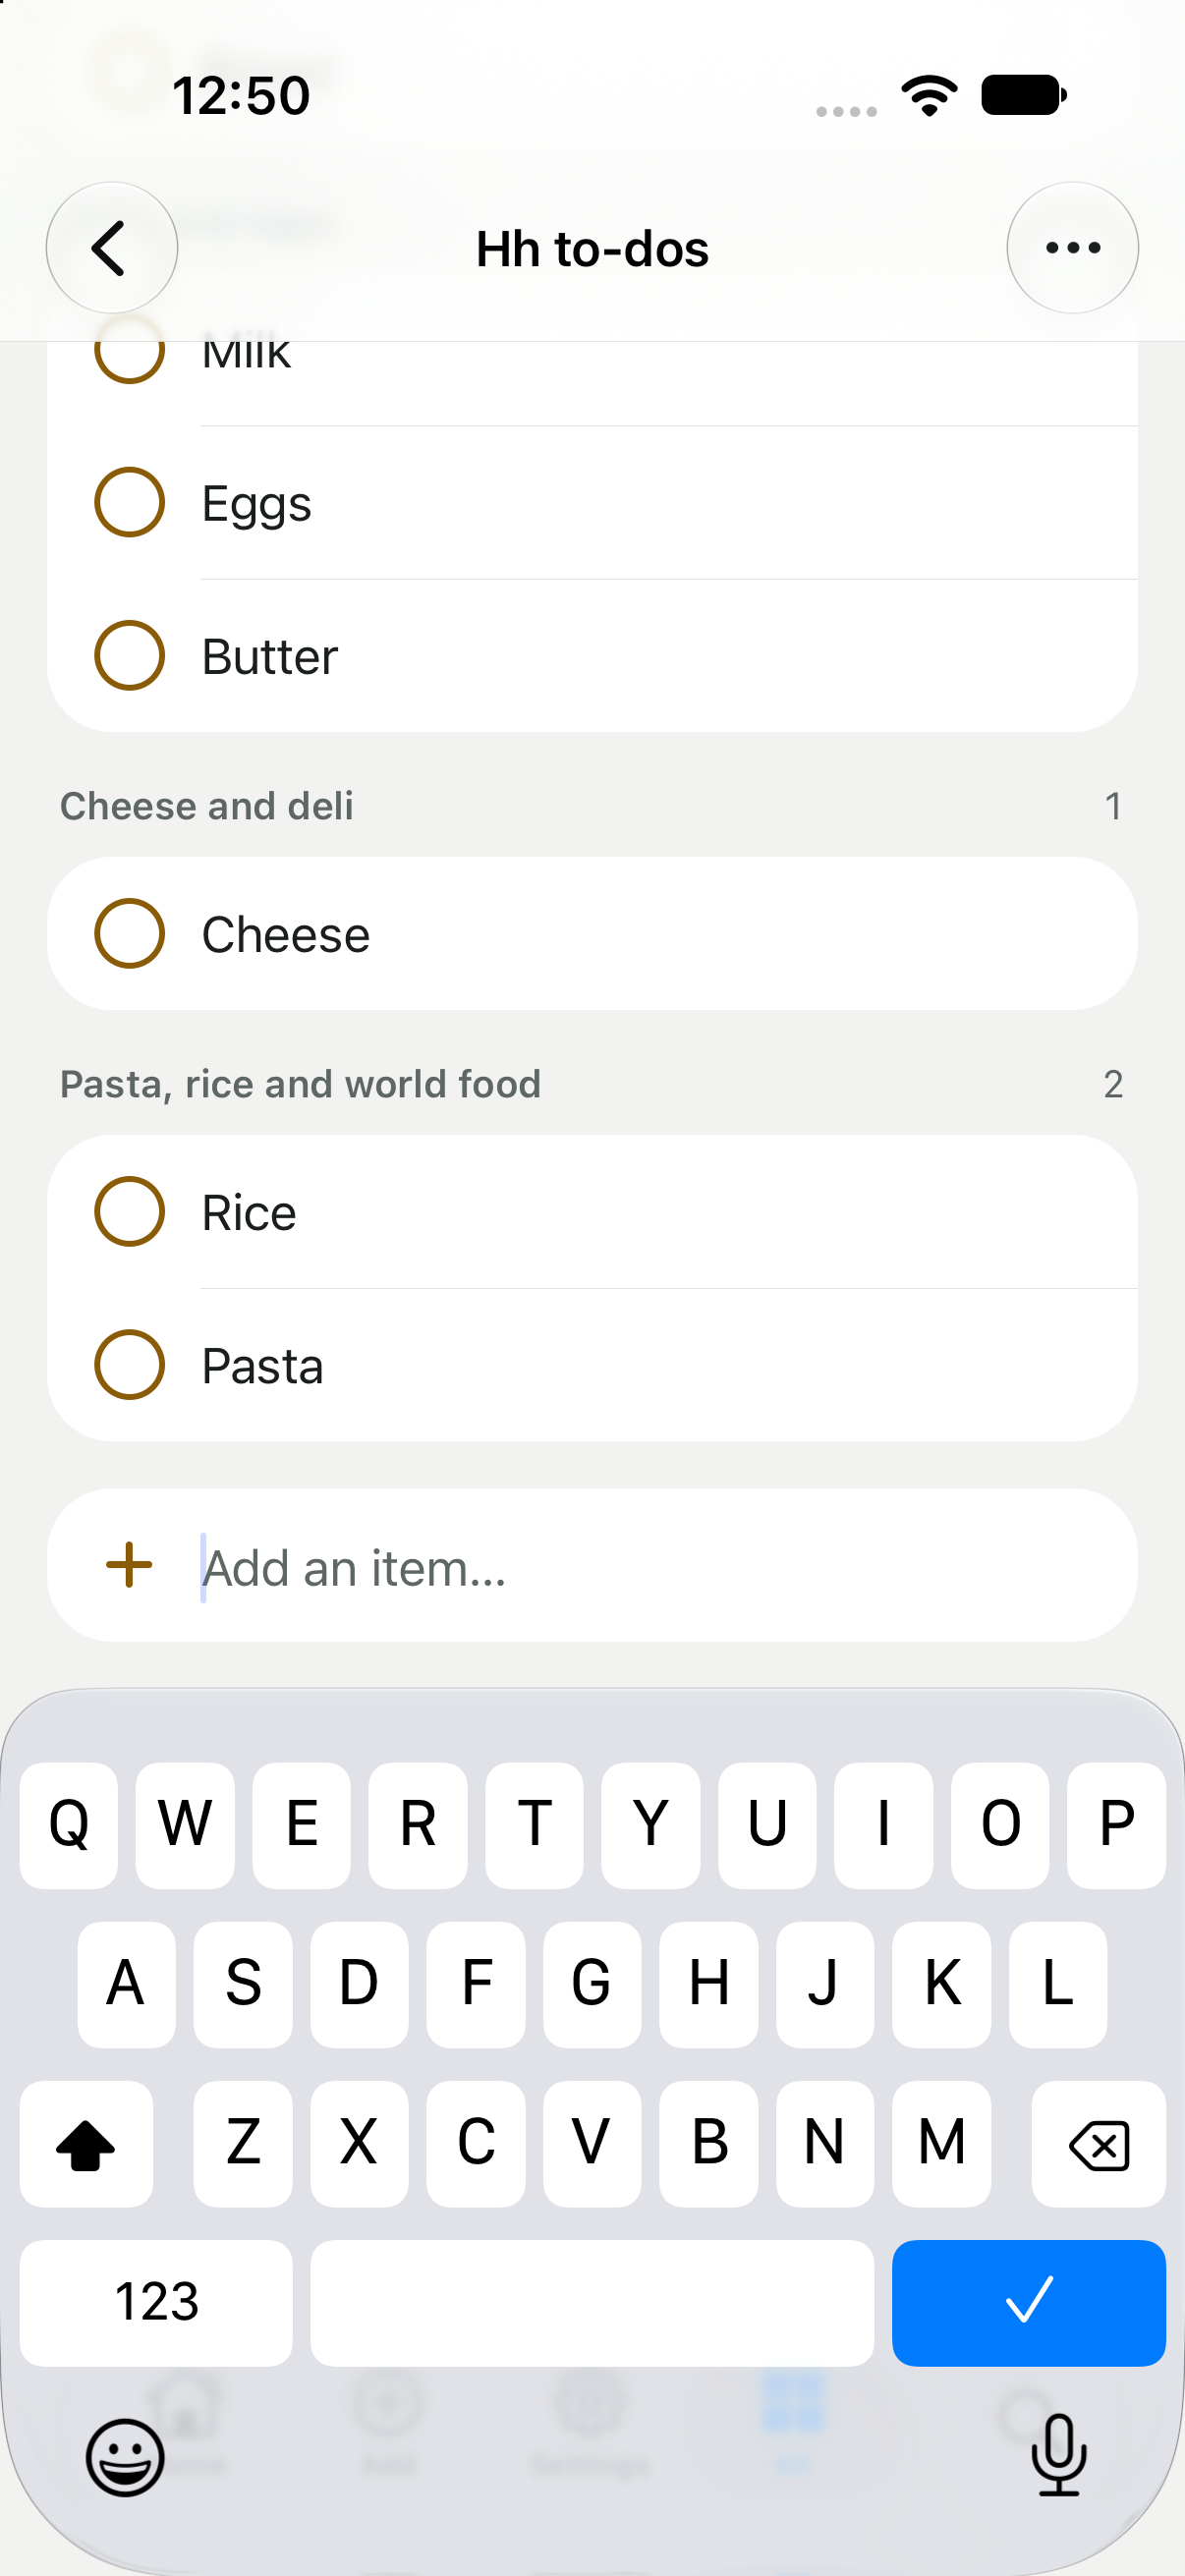 12:50
Hh to-dos
Milk
Eggs
Butter
Cheese and deli 1
Cheese
Pasta, rice and world food 2
Rice
Pasta
Add an item...
Q W E R T Y U I O P
A S D F G H J K L
Z X C V B N M
123